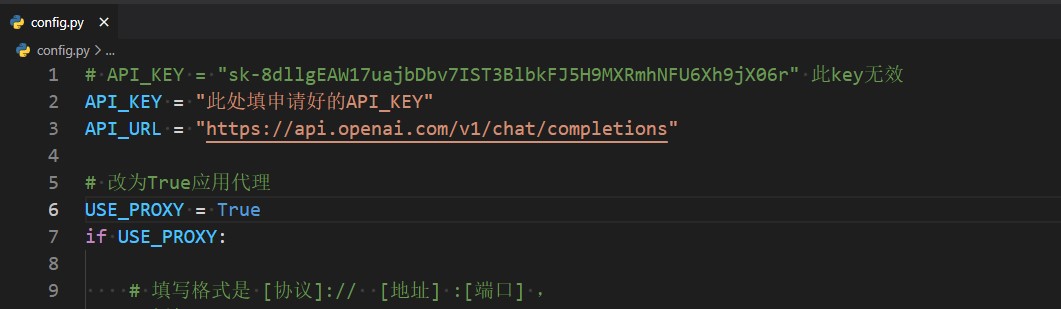 config.py ×
config.py > ...
1 # API_KEY = "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" 此key无效
2 API_KEY = "此处填申请好的API_KEY"
3 API_URL = "https://api.openai.com/v1/chat/completions"
4
5 # 改为True应用代理
6 USE_PROXY = True
7 if USE_PROXY:
8
9 # 填写格式是 [协议]:// [地址] :[端口] ，